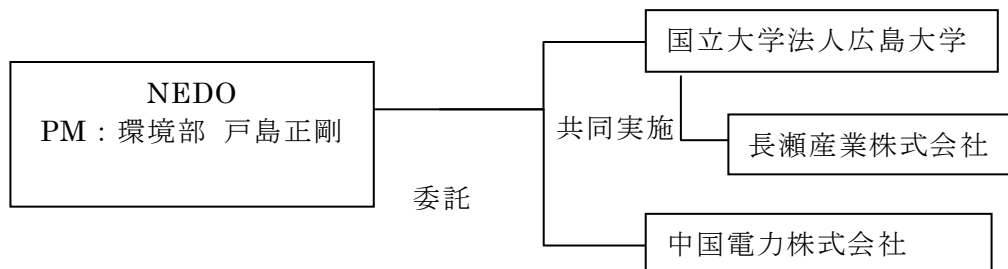 NEDO
PM：環境部 戸島正剛
委託
共同実施
国立大学法人広島大学
長瀬産業株式会社
中国電力株式会社